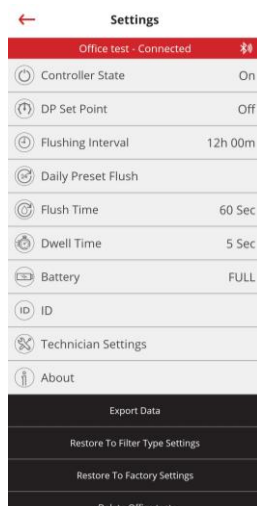 Settings
Office test - Connected
Controller State On
DP Set Point Off
Flushing Interval 12h 00m
24 Daily Preset Flush
Flush Time 60 Sec
Dwell Time 5 Sec
Battery FULL
ID ID
Technician Settings
About
Export Data
Restore To Filter Type Settings
Restore To Factory Settings